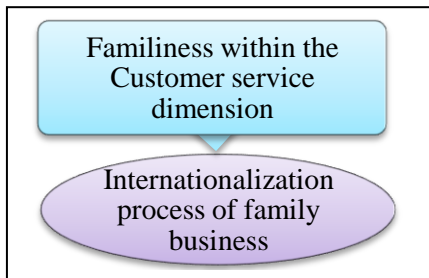 Familiness within the
Customer service
dimension
Internationalization
process of family
business